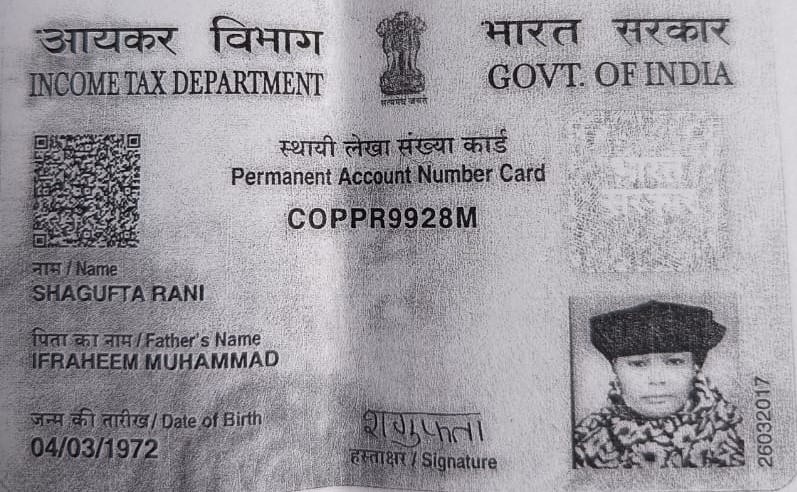 आयकर विभाग
INCOME TAX DEPARTMENT
भारत सरकार
GOVT. OF INDIA
सत्यमेव जयते
स्थायी लेखा संख्या कार्ड
Permanent Account Number Card
COPPR9928M
भारत
सरकार
नाम / Name
SHAGUFTA RANI
पिता का नाम / Father's Name
IFRAHEEM MUHAMMAD
जन्म की तारीख / Date of Birth
04/03/1972
शगुफ्ता
हस्ताक्षर / Signature
26032017